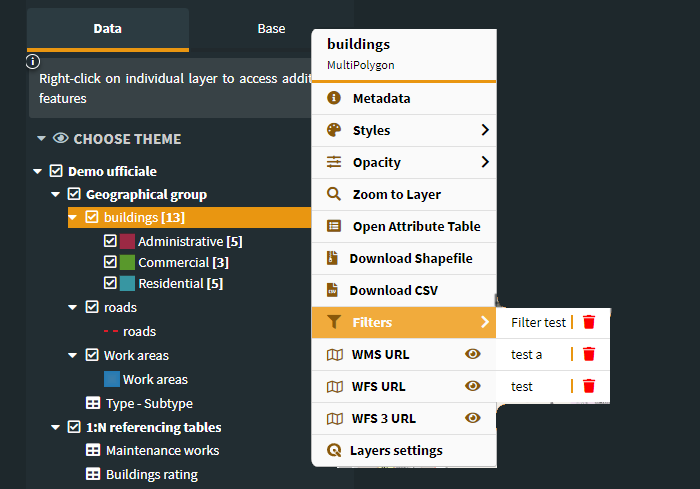 Data
Base
Right-click on individual layer to access addit
features
CHOOSE THEME
Demo ufficiale
Geographical group
buildings [13]
Administrative [5]
Commercial [3]
Residential [5]
roads
roads
Work areas
Work areas
Type - Subtype
1:N referencing tables
Maintenance works
Buildings rating
buildings
MultiPolygon
Metadata
Styles
Opacity
Zoom to Layer
Open Attribute Table
Download Shapefile
Download CSV
Filters
WMS URL
WFS URL
WFS 3 URL
Layers settings
Filter test
test a
test